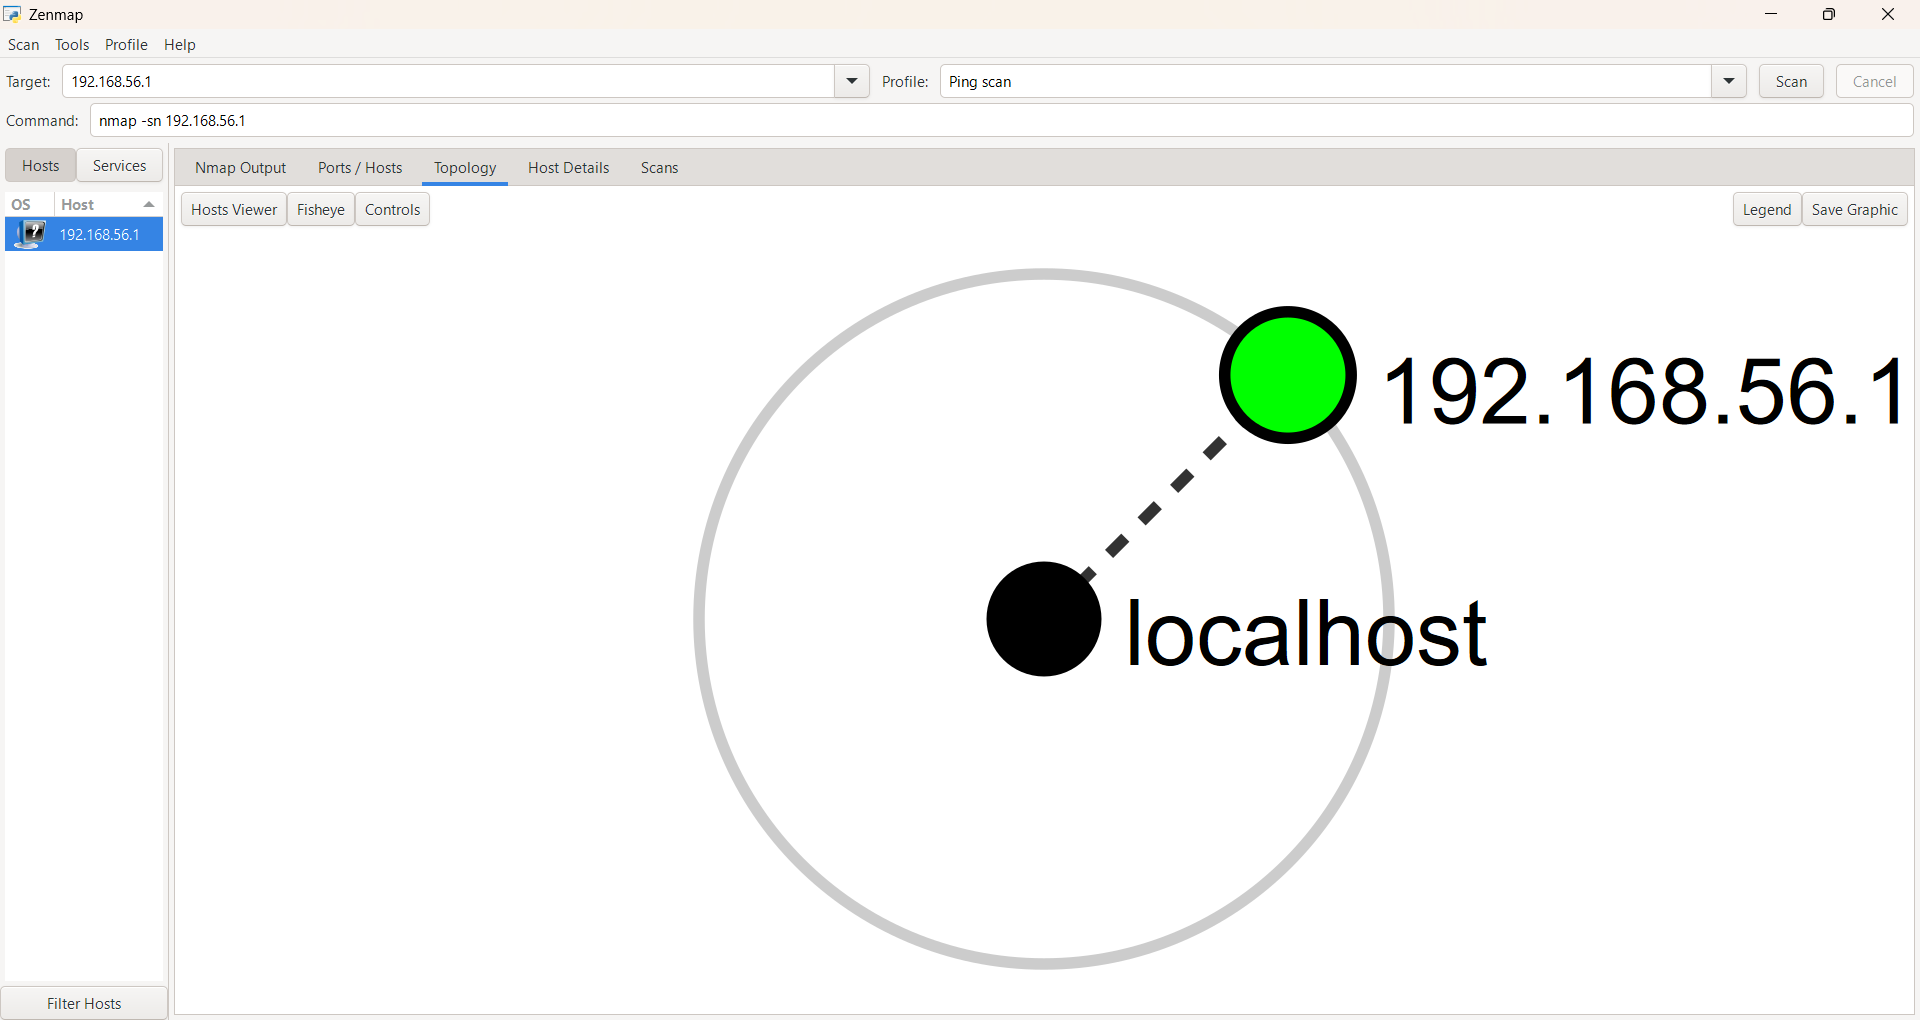 Zenmap
Scan Tools Profile Help
Target: 192.168.56.1 Profile: Ping scan Scan Cancel
Command: nmap -sn 192.168.56.1
Hosts Services Nmap Output Ports / Hosts Topology Host Details Scans
OS Host Hosts Viewer Fisheye Controls Legend Save Graphic
? 192.168.56.1
192.168.56.1
localhost
Filter Hosts